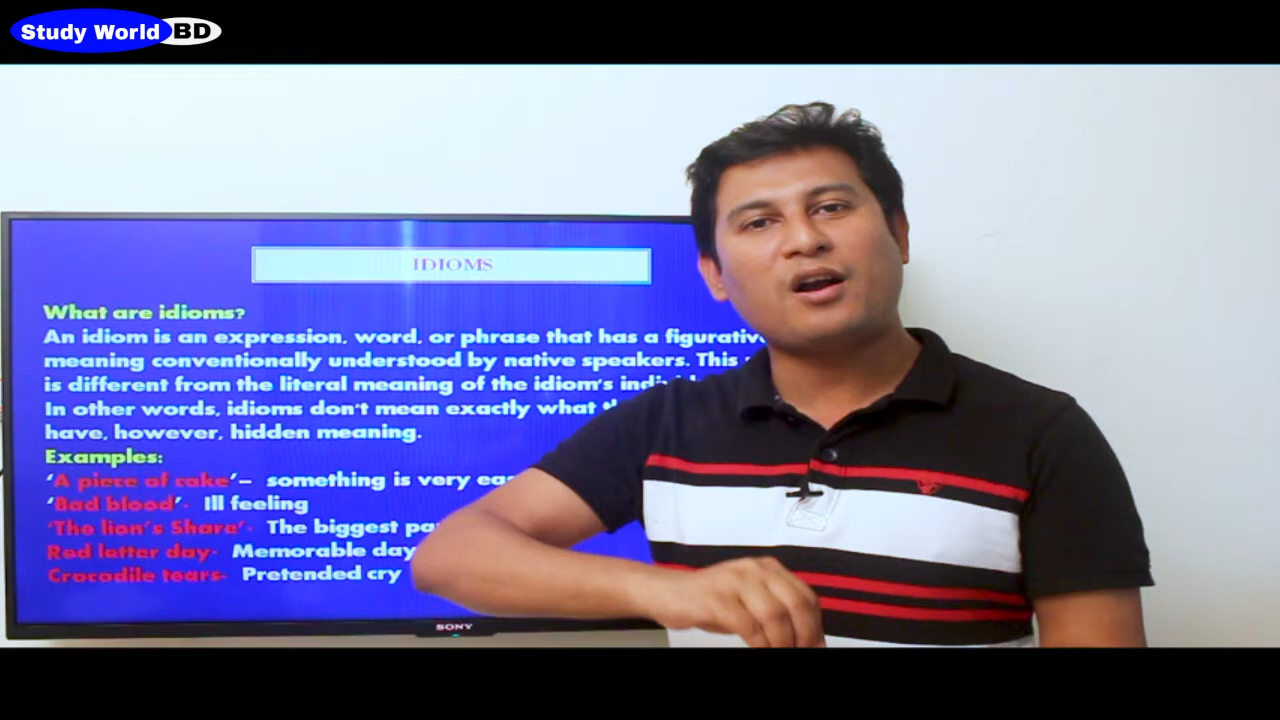 Study World BD
IDIOMS
What are idioms?
An idiom is an expression, word, or phrase that has a figurative
meaning conventionally understood by native speakers. This
is different from the literal meaning of the idiom's
In other words, idioms don't mean exactly what
have, however, hidden meaning.
Examples:
'A piece of cake'– something is very
'Bad blood'- Ill feeling
'The lion's Share'- The biggest
Red letter day- Memorable day
Crocodile tears- Pretended cry
SONY